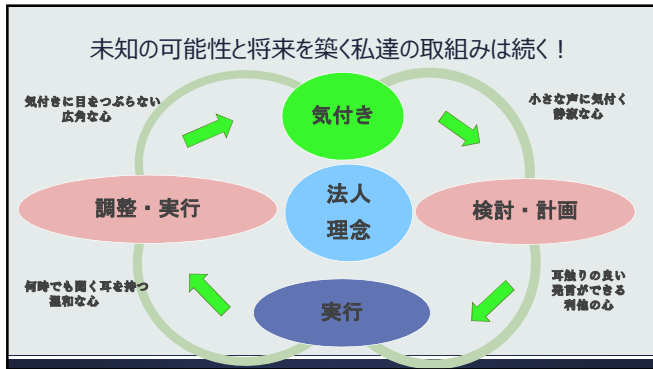 未知の可能性と将来を築く私達の取組みは続く！
気付きに目をつぶらない
広角な心
気付き
小さな声に気付く
静寂な心
調整・実行
法人
理念
検討・計画
何時でも聞く耳を持つ
温和な心
実行
耳触りの良い
発言ができる
利他の心